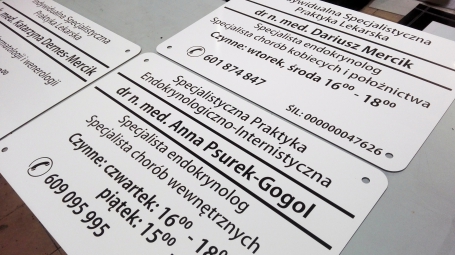 Indywidualna Specjalistyczna
Praktyka Lekarska
n. med. Katarzyna Demes-Mercik
i wenerologii
Indywidualna Specjalistyczna
Praktyka Lekarska
dr n. med. Dariusz Mercik
Specjalista endokrynolog
Specjalista chorób kobiecych i położnictwa
Czynne: wtorek, środa 16⁰⁰ - 18⁰⁰
601 874 847
SIL: 000000047626
Specjalistyczna Praktyka
Endokrynologiczno-Internistyczna
dr n. med. Anna Psurek-Gogol
Specjalista endokrynolog
Specjalista chorób wewnętrznych
Czynne: czwartek: 16⁰⁰ - 18⁰⁰
piątek: 15⁰⁰
609 095 995